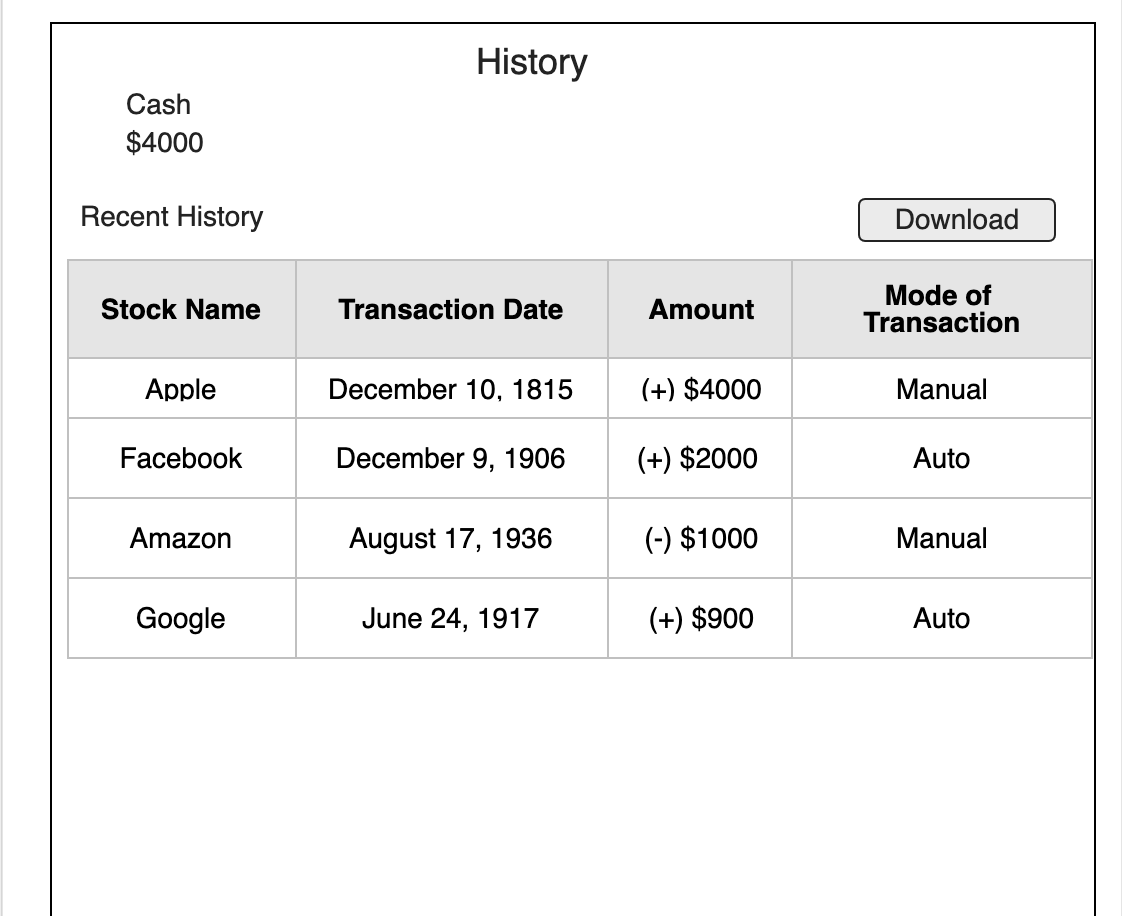 History
Cash
$4000
Recent History
Download
Stock Name Transaction Date Amount Mode of
Transaction
Apple December 10, 1815 (+) $4000 Manual
Facebook December 9, 1906 (+) $2000 Auto
Amazon August 17, 1936 (-) $1000 Manual
Google June 24, 1917 (+) $900 Auto